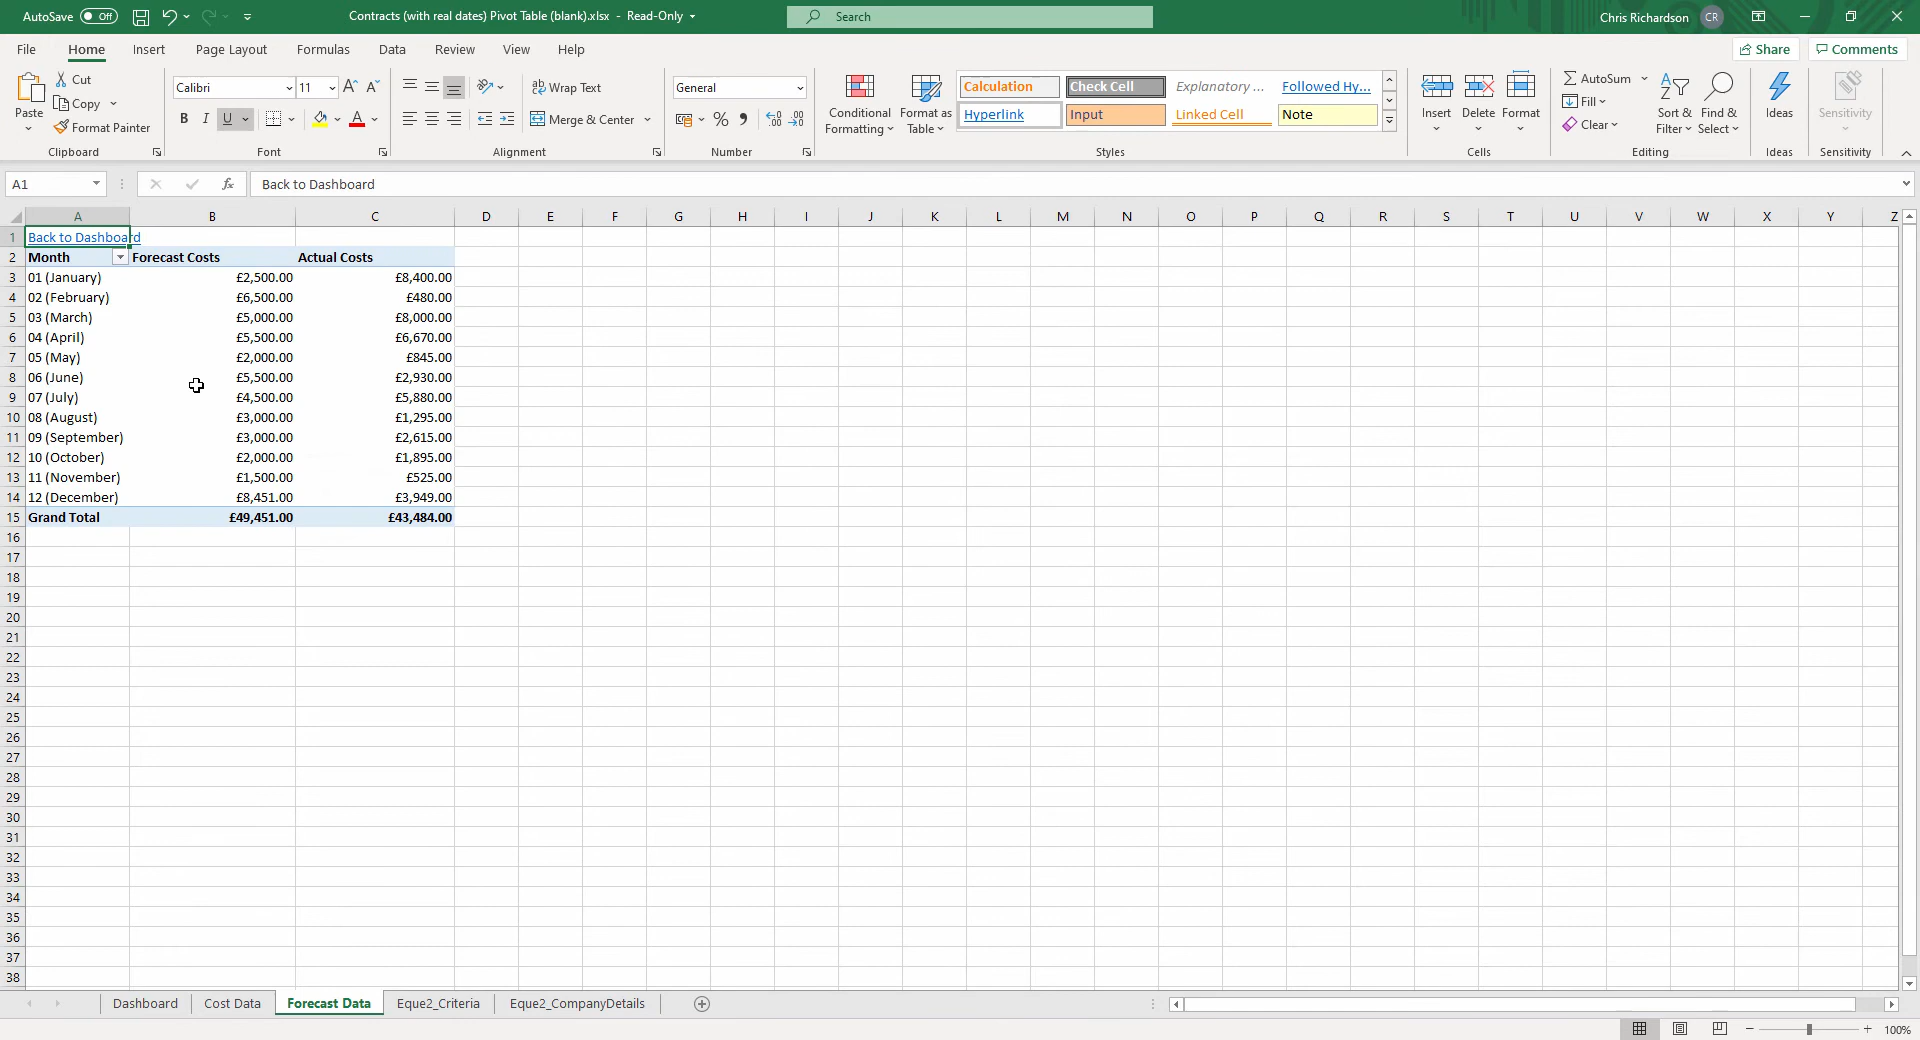 AutoSave Off Contracts (with real dates) Pivot Table (blank).xlsx - Read-Only Search Chris Richardson CR
File Home Insert Page Layout Formulas Data Review View Help Share Comments
Paste Cut Copy Format Painter
Clipboard
Calibri 11
B I U
Font
Wrap Text
Merge & Center
Alignment
General
Number
Conditional Formatting
Format as Table
Calculation Check Cell Explanatory ... Followed Hy...
Hyperlink Input Linked Cell Note
Styles
Insert Delete Format
Cells
AutoSum
Fill
Clear
Sort & Filter
Find & Select
Editing
Ideas
Ideas
Sensitivity
Sensitivity
A1 fx Back to Dashboard
A B C D E F G H I J K L M N O P Q R S T U V W X Y Z
1 Back to Dashboard
2 Month Forecast Costs Actual Costs
3 01 (January) £2,500.00 £8,400.00
4 02 (February) £6,500.00 £480.00
5 03 (March) £5,000.00 £8,000.00
6 04 (April) £5,500.00 £6,670.00
7 05 (May) £2,000.00 £845.00
8 06 (June) £5,500.00 £2,930.00
9 07 (July) £4,500.00 £5,880.00
10 08 (August) £3,000.00 £1,295.00
11 09 (September) £3,000.00 £2,615.00
12 10 (October) £2,000.00 £1,895.00
13 11 (November) £1,500.00 £525.00
14 12 (December) £8,451.00 £3,949.00
15 Grand Total £49,451.00 £43,484.00
16
17
18
19
20
21
22
23
24
25
26
27
28
29
30
31
32
33
34
35
36
37
38
Dashboard Cost Data Forecast Data Eque2_Criteria Eque2_CompanyDetails
100%